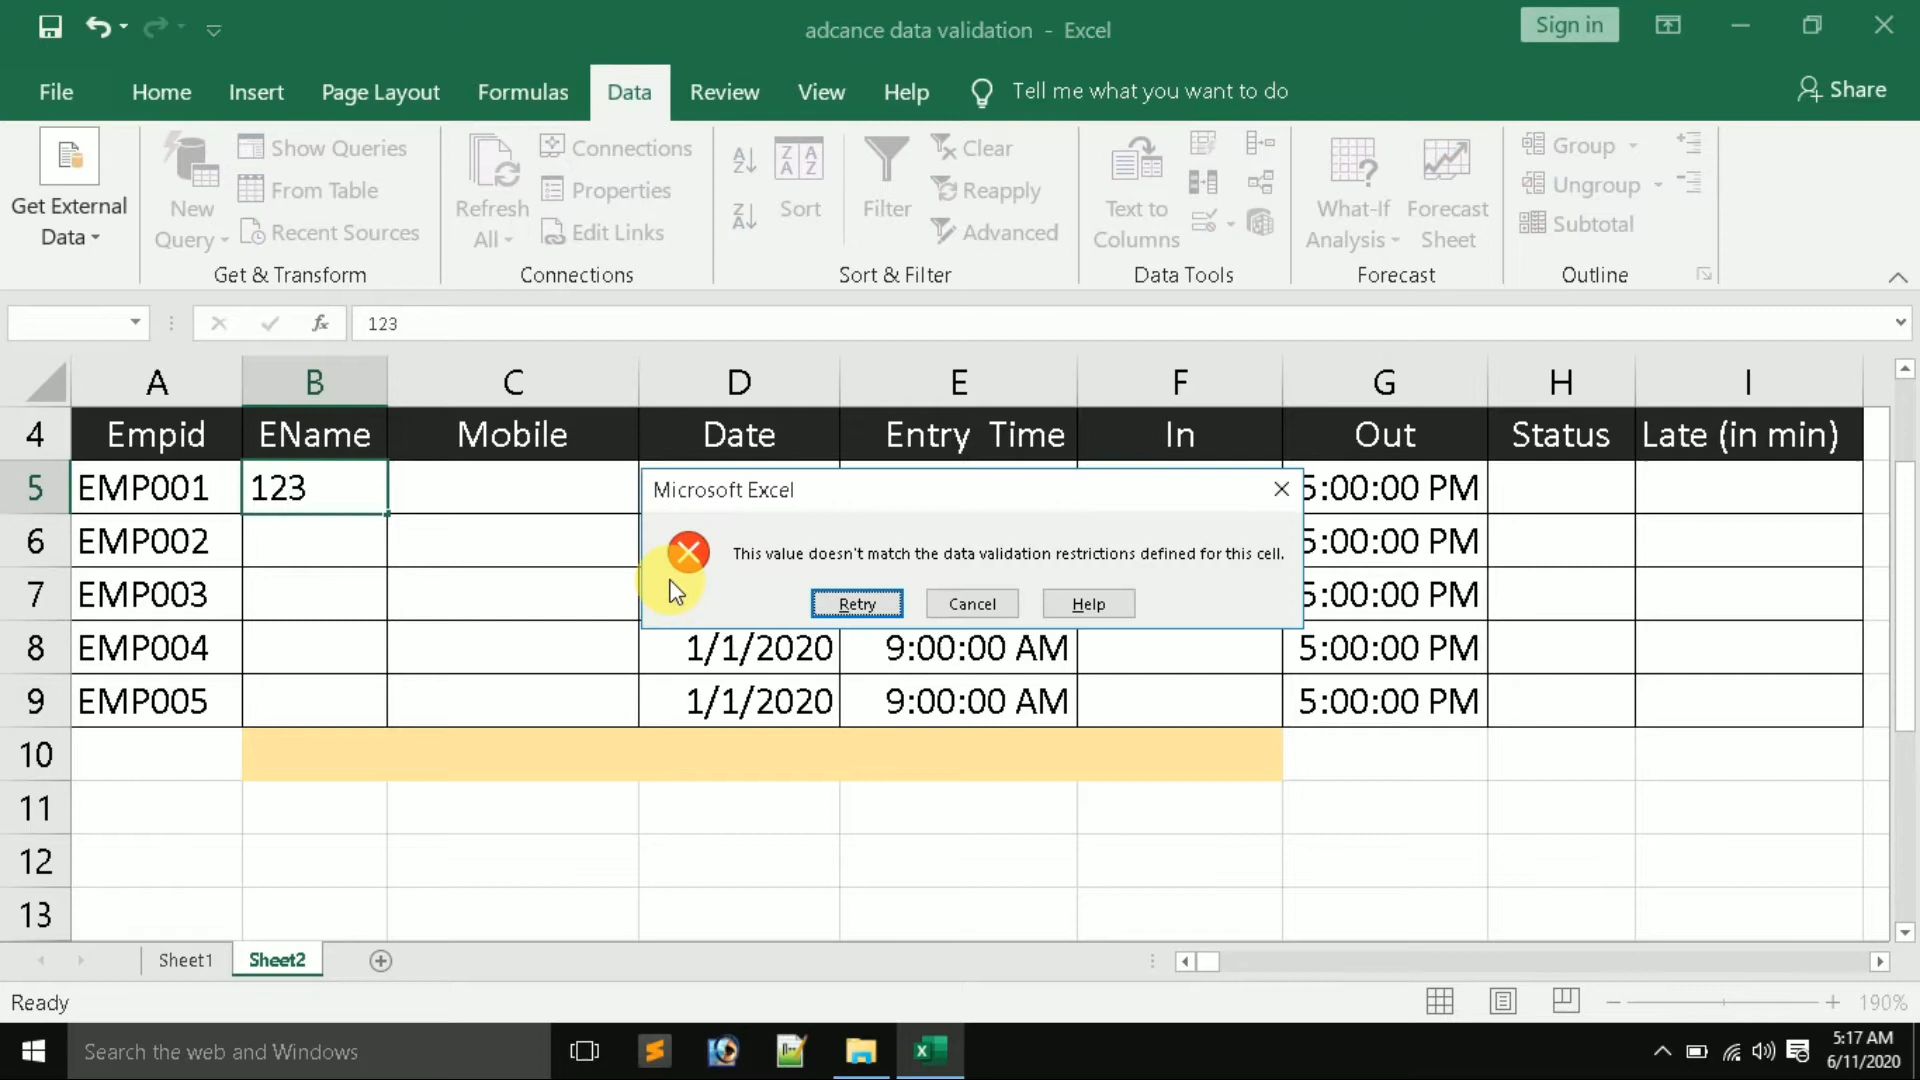 adcance data validation - Excel
Sign in
File Home Insert Page Layout Formulas Data Review View Help Tell me what you want to do Share
Get External Data
New Query
Show Queries
From Table
Recent Sources
Get & Transform
Refresh All
Connections
Properties
Edit Links
Connections
Sort
Filter
Clear
Reapply
Advanced
Sort & Filter
Text to Columns
Data Tools
What-If Analysis
Forecast Sheet
Forecast
Group
Ungroup
Subtotal
Outline
fx 123
A B C D E F G H I
4 Empid EName Mobile Date Entry Time In Out Status Late (in min)
5 EMP001 123 5:00:00 PM
6 EMP002 5:00:00 PM
7 EMP003 5:00:00 PM
8 EMP004 1/1/2020 9:00:00 AM 5:00:00 PM
9 EMP005 1/1/2020 9:00:00 AM 5:00:00 PM
10
11
12
13
Microsoft Excel
This value doesn't match the data validation restrictions defined for this cell.
Retry Cancel Help
Sheet1 Sheet2
Ready
190%
Search the web and Windows
5:17 AM
6/11/2020